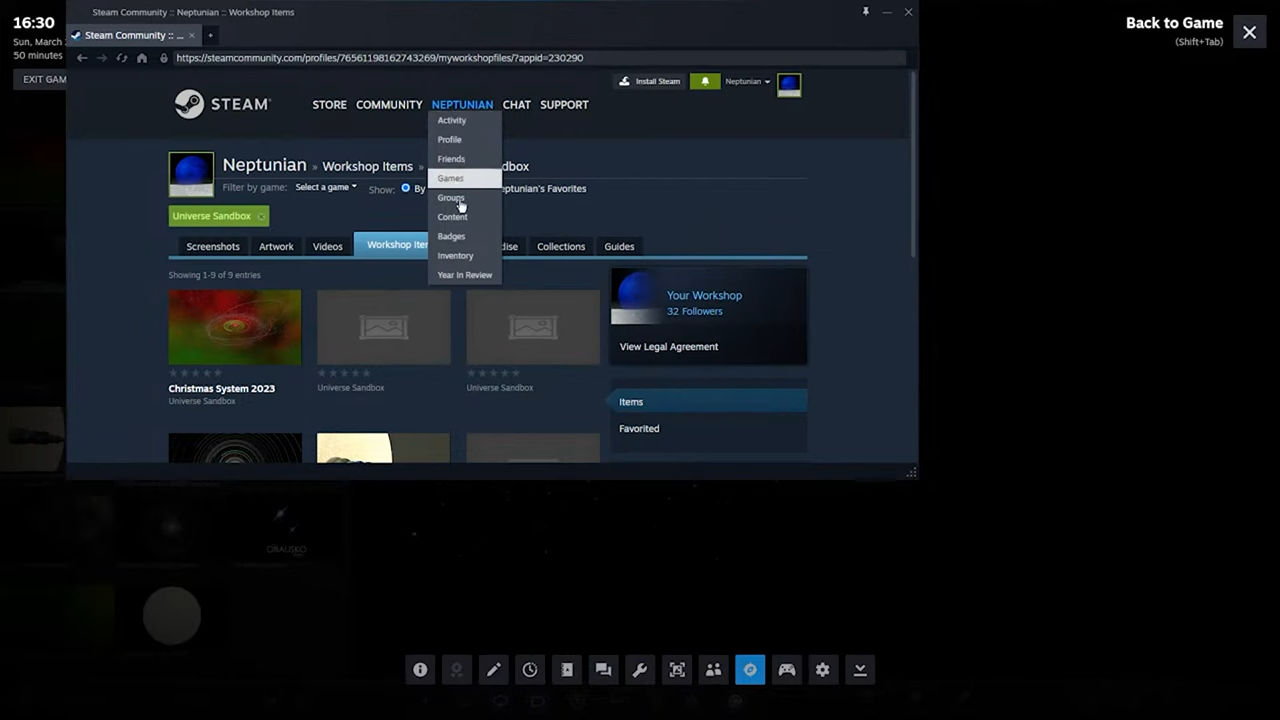 16:30
Sun, March
50 minutes
EXIT GAM
Steam Community :: Neptunian :: Workshop Items
Steam Community :: ...
https://steamcommunity.com/profiles/76561198162743269/myworkshopfiles/?appid=230290
Back to Game
(Shift+Tab)
Install Steam
Neptunian
STEAM
STORE COMMUNITY NEPTUNIAN CHAT SUPPORT
Activity
Profile
Friends
Games
Groups
Content
Badges
Inventory
Year In Review
Neptunian » Workshop Items » dbox
Filter by game: Select a game Show: By eptunian's Favorites
Universe Sandbox
Screenshots Artwork Videos Workshop Iter dise Collections Guides
Showing 1-9 of 9 entries
Christmas System 2023
Universe Sandbox
Universe Sandbox
Universe Sandbox
Your Workshop
32 Followers
View Legal Agreement
Items
Favorited